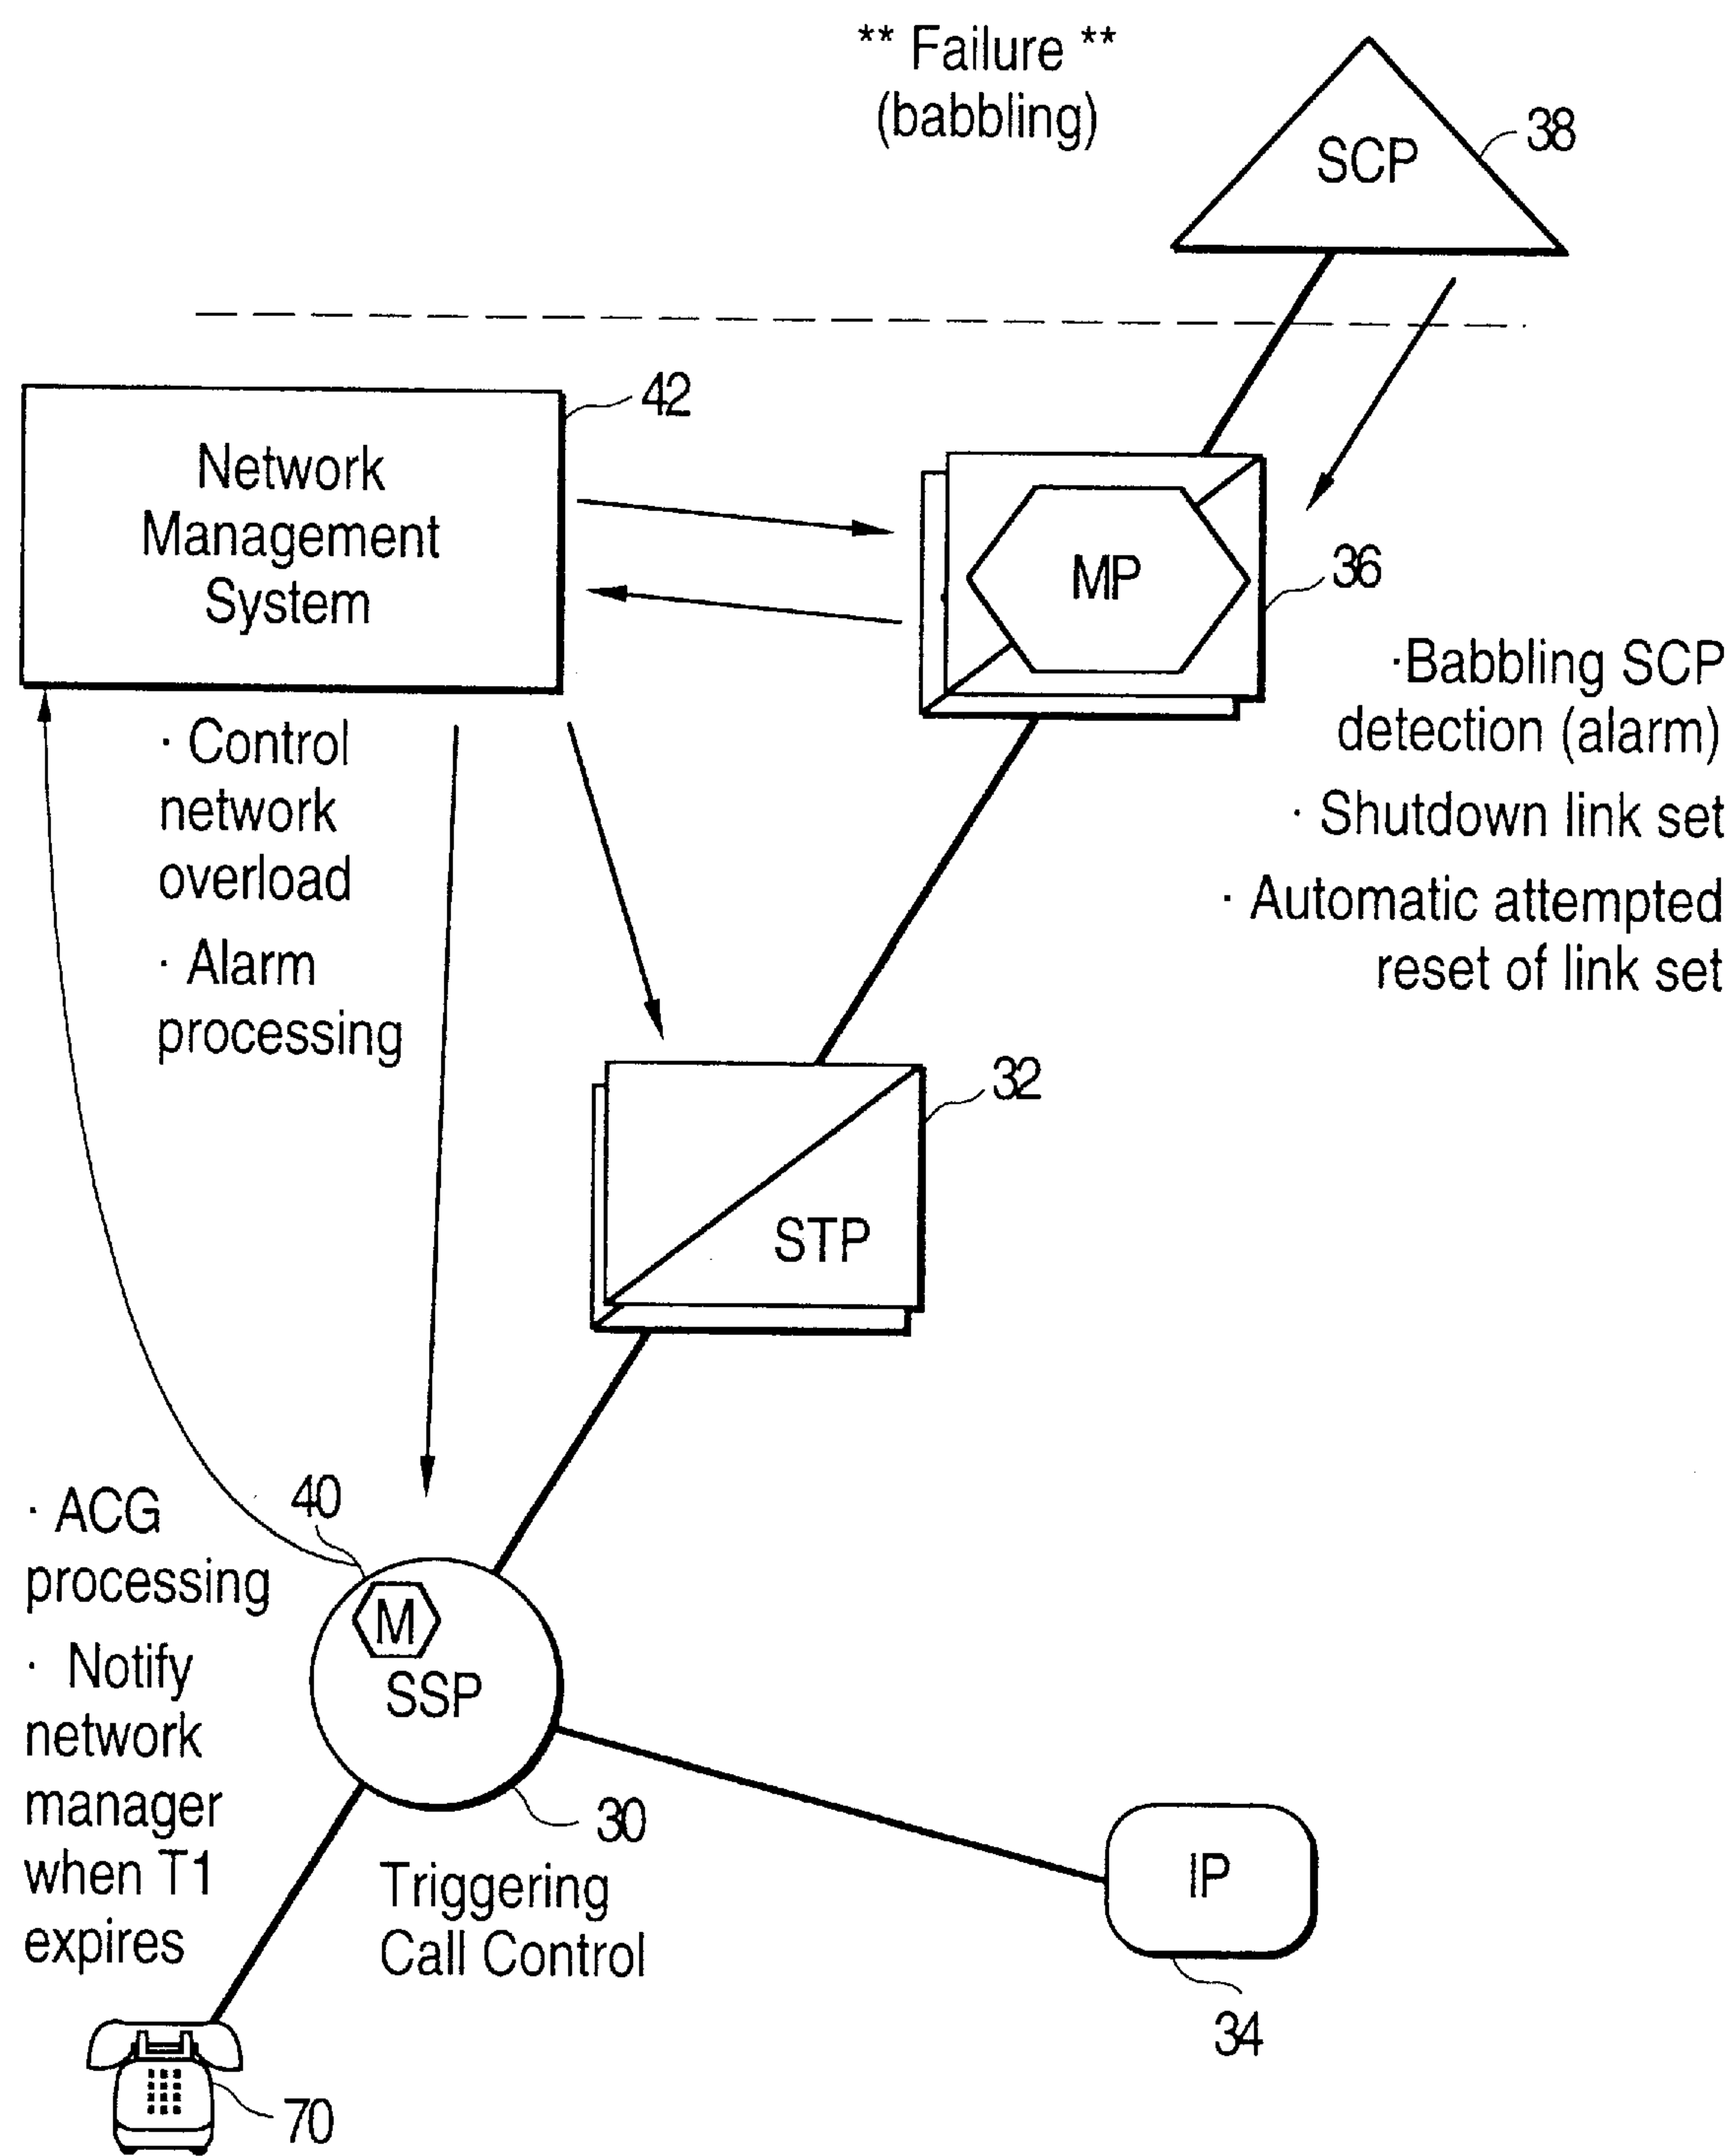 ** Failure **
(babbling)
SCP
38
42
Network
Management
System
MP
36
·Babbling SCP
detection (alarm)
· Shutdown link set
· Automatic attempted
reset of link set
· Control
network
overload
· Alarm
processing
32
STP
· ACG
processing
· Notify
network
manager
when T1
expires
40
M
SSP
30
Triggering
Call Control
IP
34
70